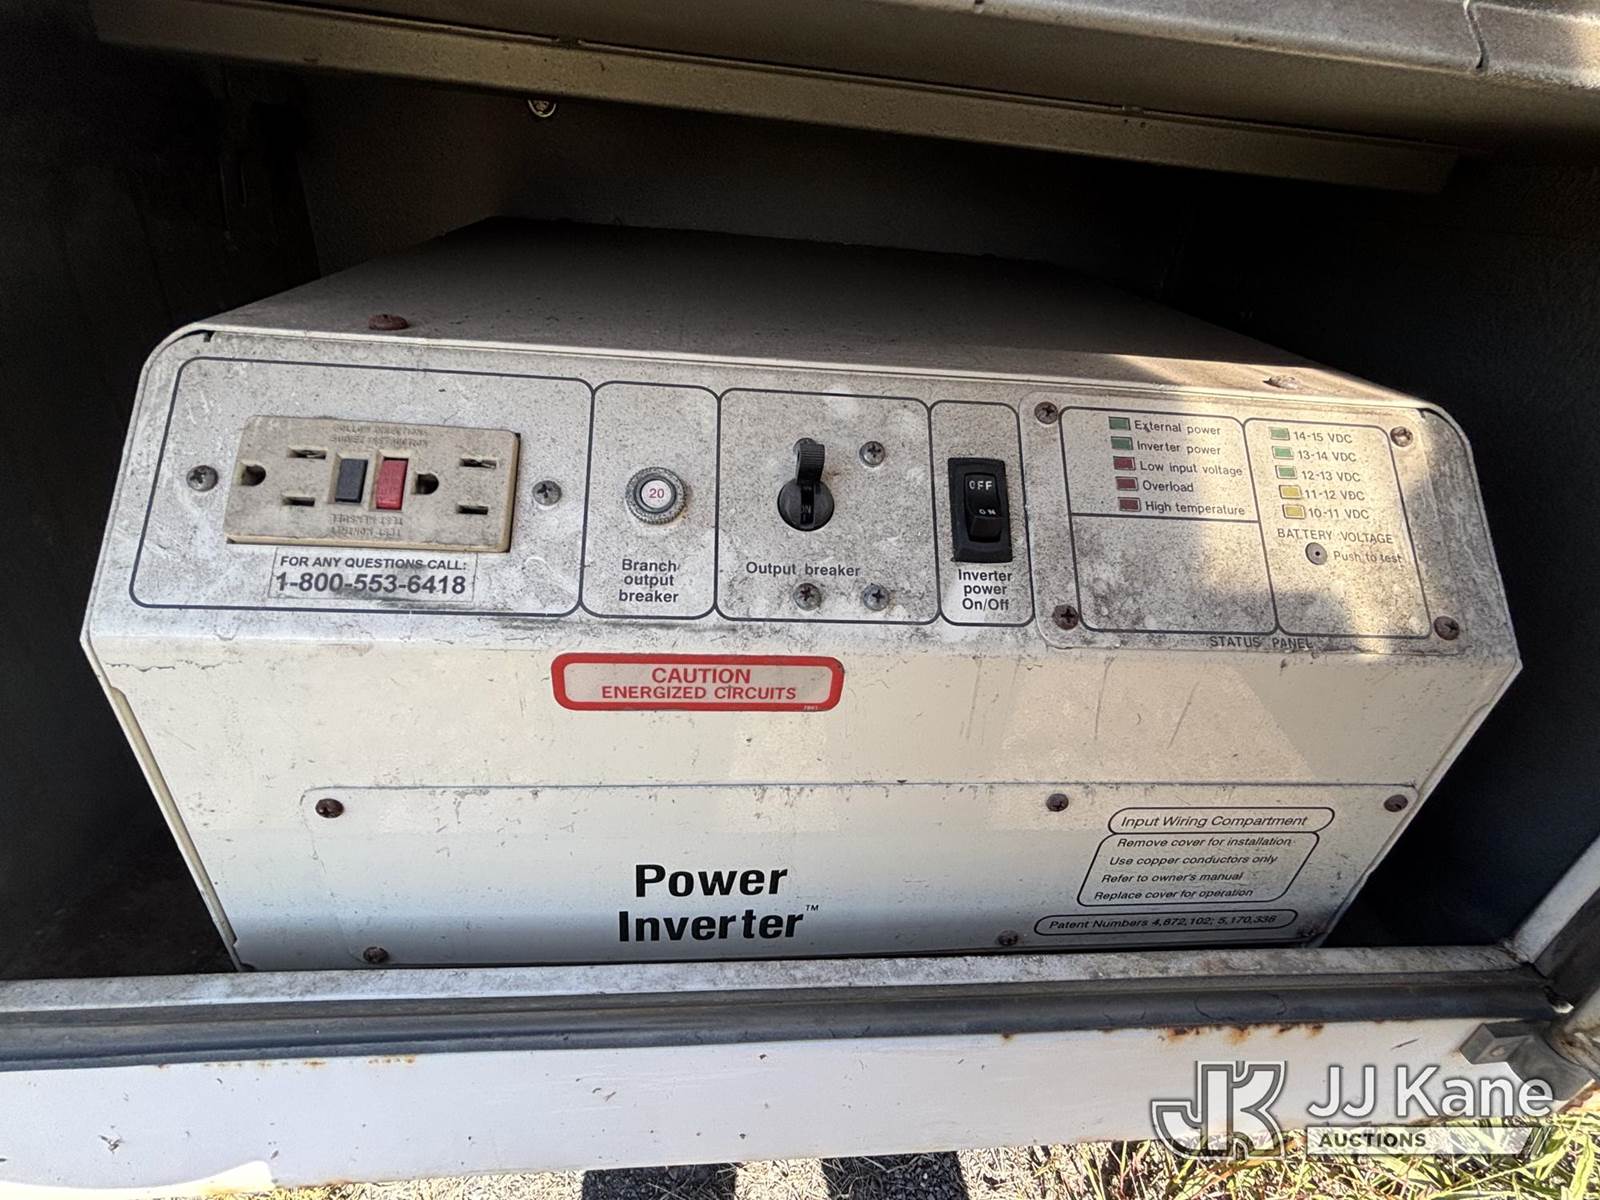 FOR ANY QUESTIONS CALL:
1-800-553-6418
20
Branch
output
breaker
ON
Output breaker
OFF
ON
Inverter
power
On/Off
External power
Inverter power
Low input voltage
Overload
High temperature
14-15 VDC
13-14 VDC
12-13 VDC
11-12 VDC
10-11 VDC
BATTERY VOLTAGE
Push to test
STATUS PANEL
CAUTION
ENERGIZED CIRCUITS
Power
Inverter™
Input Wiring Compartment
Remove cover for installation
Use copper conductors only
Refer to owner's manual
Replace cover for operation
Patent Numbers 4,872,102; 5,170,336
JK
JJ Kane
AUCTIONS